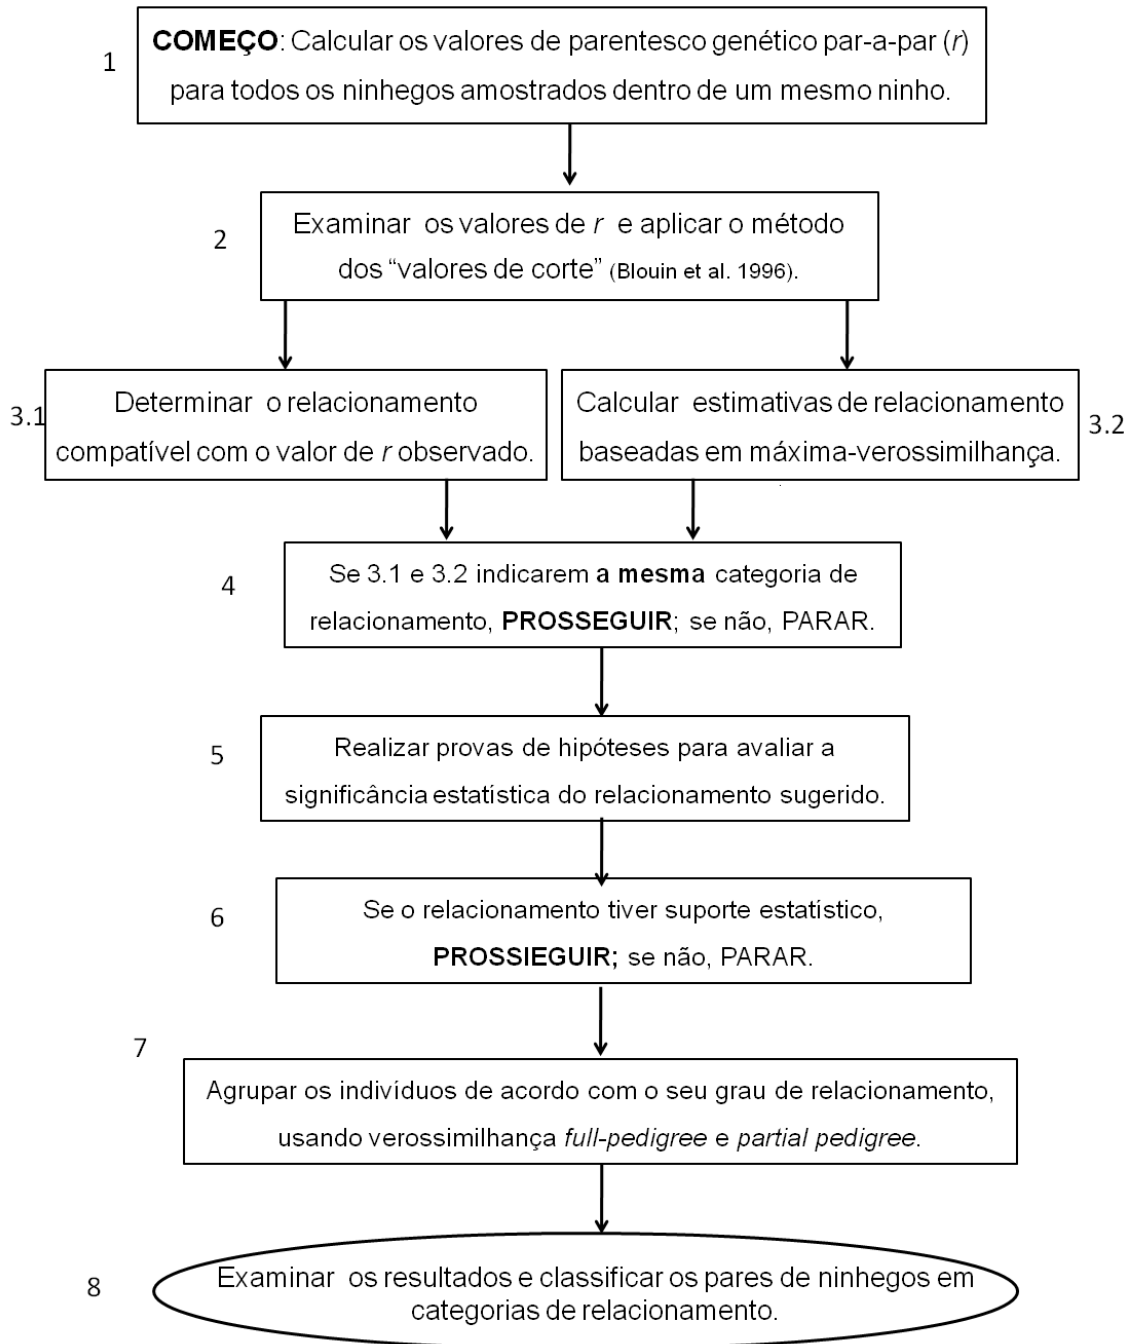 1
COMEÇO: Calcular os valores de parentesco genético par-a-par (r)
para todos os ninhegos amostrados dentro de um mesmo ninho.
2
Examinar os valores de r e aplicar o método
dos “valores de corte” (Blouin et al. 1996).
3.1
Determinar o relacionamento
compatível com o valor de r observado.
Calcular estimativas de relacionamento
baseadas em máxima-verossimilhança.
3.2
4
Se 3.1 e 3.2 indicarem a mesma categoria de
relacionamento, PROSSEGUIR; se não, PARAR.
5
Realizar provas de hipóteses para avaliar a
significância estatística do relacionamento sugerido.
6
Se o relacionamento tiver suporte estatístico,
PROSSIEGUIR; se não, PARAR.
7
Agrupar os indivíduos de acordo com o seu grau de relacionamento,
usando verossimilhança full-pedigree e partial pedigree.
8
Examinar os resultados e classificar os pares de ninhegos em
categorias de relacionamento.